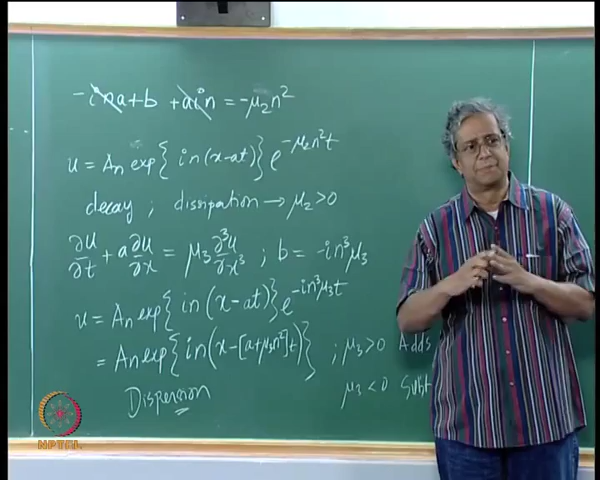 -ina+b +ain = -μ₂n²
u = Aₙ exp{in(x-at)}e^{-μ₂n²t}
decay ; dissipation → μ₂>0
∂u/∂t + a∂u/∂x = μ₃ ∂³u/∂x³ ; b = -in³μ₃
u = Aₙ exp{in(x-at)}e^{-in³μ₃t}
= Aₙ exp{in(x-[a+μ₃n²]t)} ; μ₃>0 Adds
Dispersion μ₃<0 Subt
NPTEL